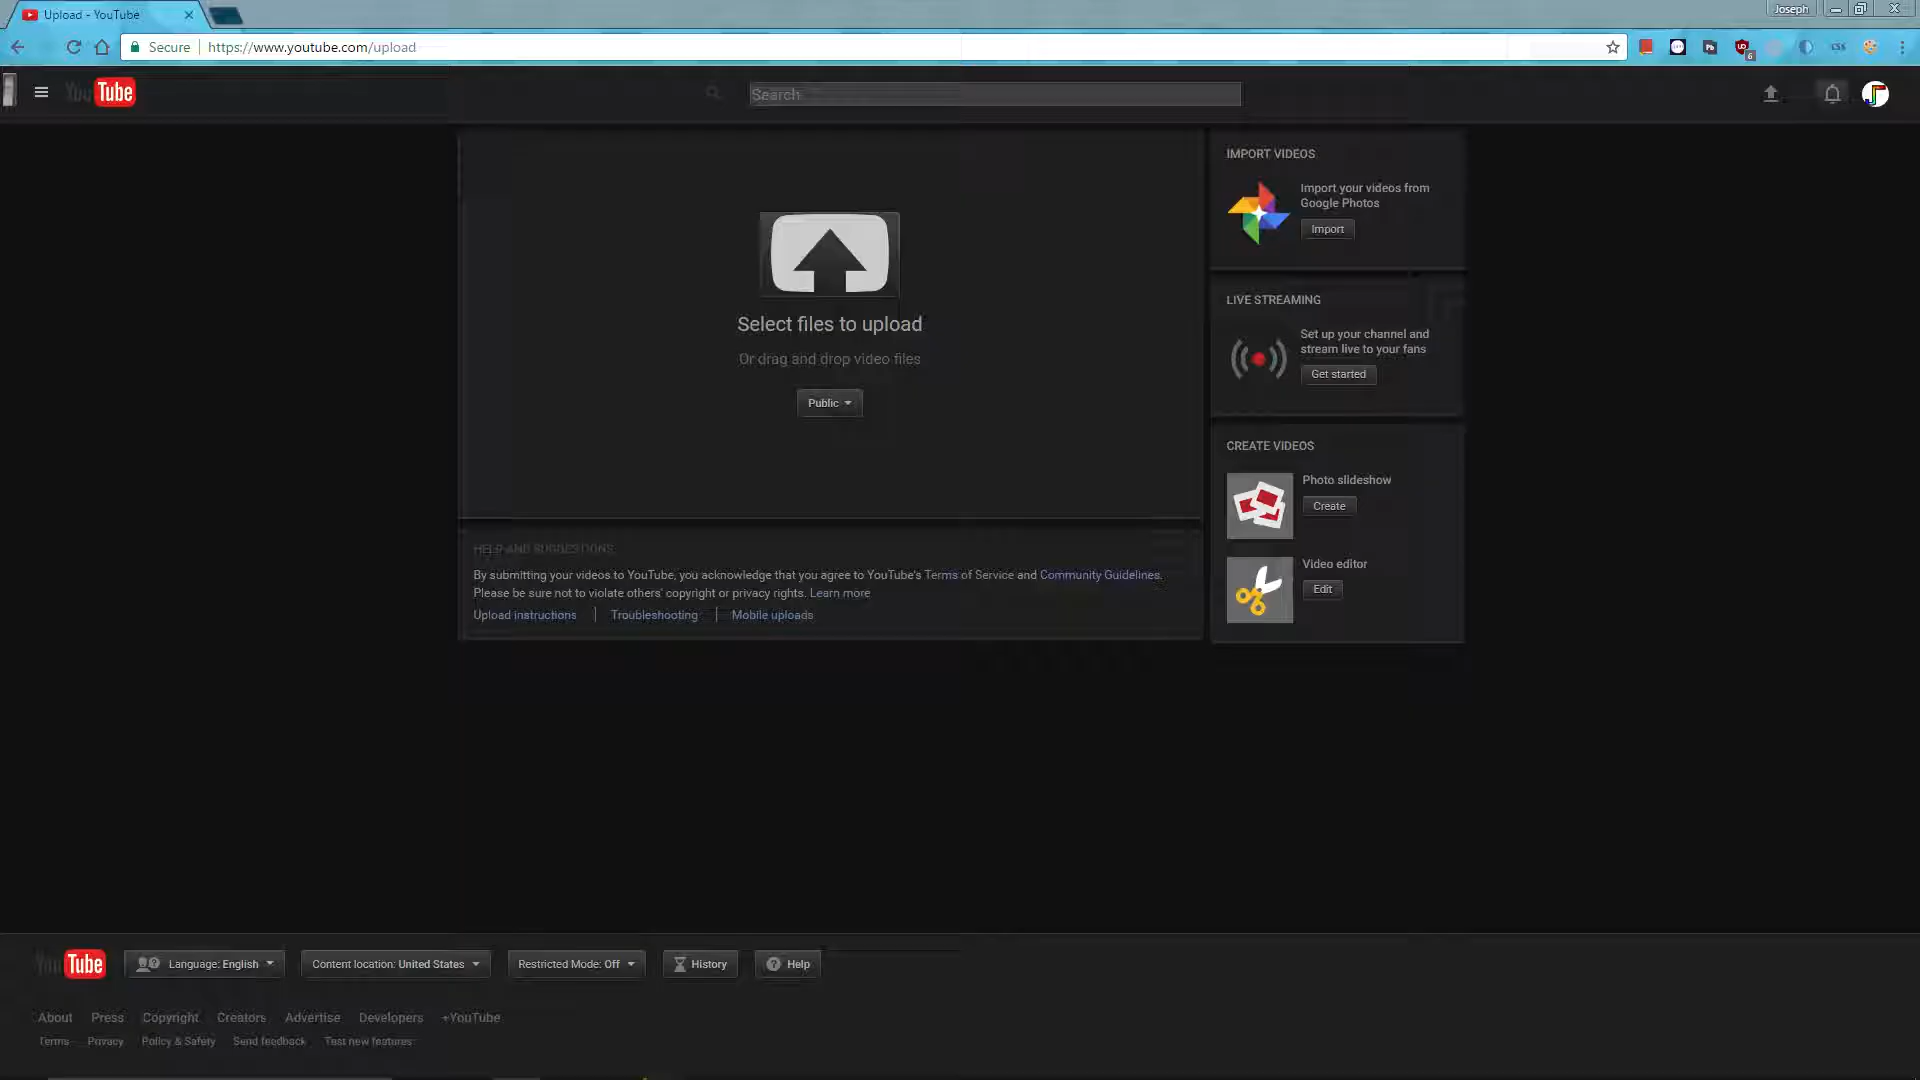 Upload - YouTube
Joseph
Secure
https://www.youtube.com/upload
YouTube
Search
Select files to upload
Or drag and drop video files
Public
IMPORT VIDEOS
Import your videos from
Google Photos
Import
LIVE STREAMING
Set up your channel and
stream live to your fans
Get started
CREATE VIDEOS
Photo slideshow
Create
Video editor
Edit
HELP AND SUGGESTIONS
By submitting your videos to YouTube, you acknowledge that you agree to YouTube's Terms of Service and Community Guidelines.
Please be sure not to violate others' copyright or privacy rights. Learn more
Upload instructions Troubleshooting Mobile uploads
YouTube Language: English Content location: United States Restricted Mode: Off History Help
About Press Copyright Creators Advertise Developers +YouTube
Terms Privacy Policy & Safety Send feedback Test new features